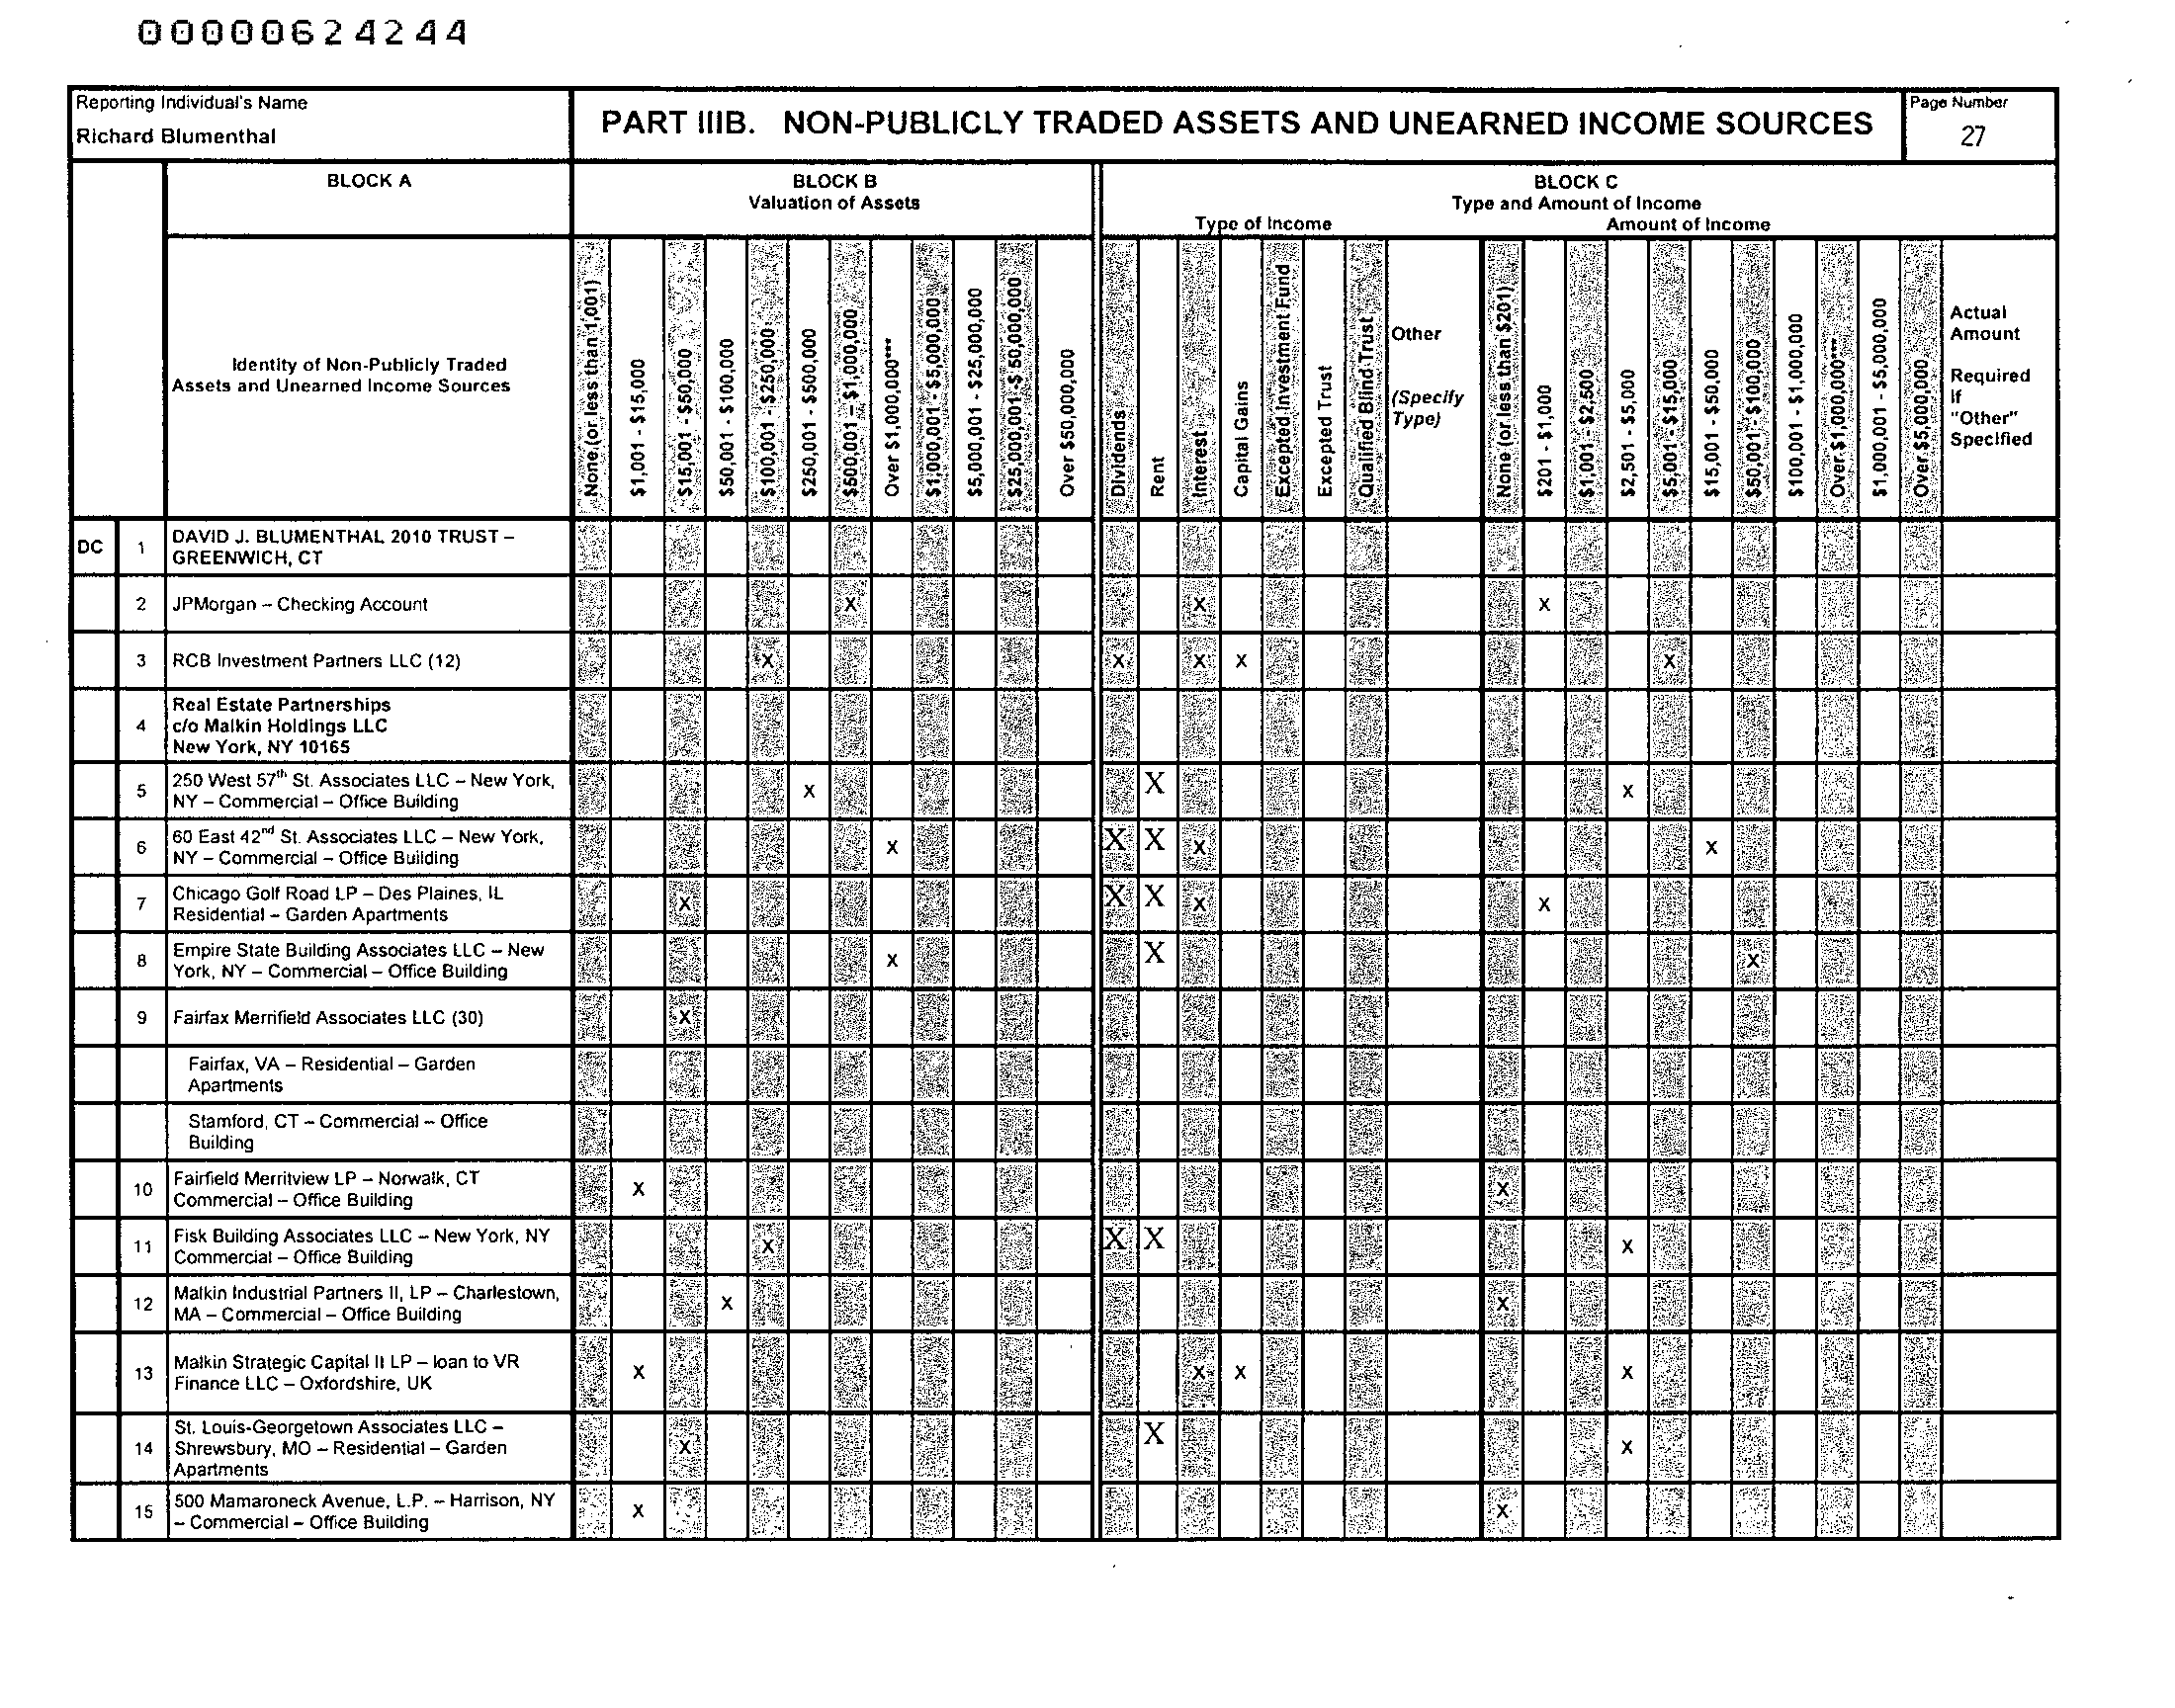 00000624244
Reporting Individual's Name
Richard Blumenthal
PART IIIB. NON-PUBLICLY TRADED ASSETS AND UNEARNED INCOME SOURCES
Page Number
27
BLOCK A
BLOCK B
Valuation of Assets
BLOCK C
Type and Amount of Income
Type of Income
Amount of Income
Identity of Non-Publicly Traded
Assets and Unearned Income Sources
None (or less than 1,001)
$1,001 - $15,000
$15,001 - $50,000
$50,001 - $100,000
$100,001 - $250,000
$250,001 - $500,000
$500,001 – $1,000,000
Over $1,000,000***
$1,000,001 - $5,000,000
$5,000,001 - $25,000,000
$25,000,001 - $50,000,000
Over $50,000,000
Dividends
Rent
Interest
Capital Gains
Excepted Investment Fund
Excepted Trust
Qualified Blind Trust
Other
(Specify
Type)
None (or less than $201)
$201 - $1,000
$1,001 - $2,500
$2,501 - $5,000
$5,001 - $15,000
$15,001 - $50,000
$50,001 - $100,000
$100,001 - $1,000,000
Over $1,000,000***
$1,000,001 - $5,000,000
Over $5,000,000
Actual
Amount
Required
If
"Other"
Specified
DC 1 DAVID J. BLUMENTHAL 2010 TRUST –
GREENWICH, CT
2 JPMorgan – Checking Account X X X
3 RCB Investment Partners LLC (12) X X X X X
4 Real Estate Partnerships
c/o Malkin Holdings LLC
New York, NY 10165
5 250 West 57th St. Associates LLC – New York,
NY – Commercial – Office Building X X X
6 60 East 42nd St. Associates LLC – New York,
NY – Commercial – Office Building X X X X X
7 Chicago Golf Road LP – Des Plaines, IL
Residential – Garden Apartments X X X X X
8 Empire State Building Associates LLC – New
York, NY – Commercial – Office Building X X X
9 Fairfax Merrifield Associates LLC (30) X
Fairfax, VA – Residential – Garden
Apartments
Stamford, CT – Commercial – Office
Building
10 Fairfield Merritview LP – Norwalk, CT
Commercial – Office Building X X
11 Fisk Building Associates LLC – New York, NY
Commercial – Office Building X X X X
12 Malkin Industrial Partners II, LP – Charlestown,
MA – Commercial – Office Building X X
13 Malkin Strategic Capital II LP – loan to VR
Finance LLC – Oxfordshire, UK X X X X
14 St. Louis-Georgetown Associates LLC –
Shrewsbury, MO – Residential – Garden
Apartments X X X
15 500 Mamaroneck Avenue, L.P. – Harrison, NY
– Commercial – Office Building X X